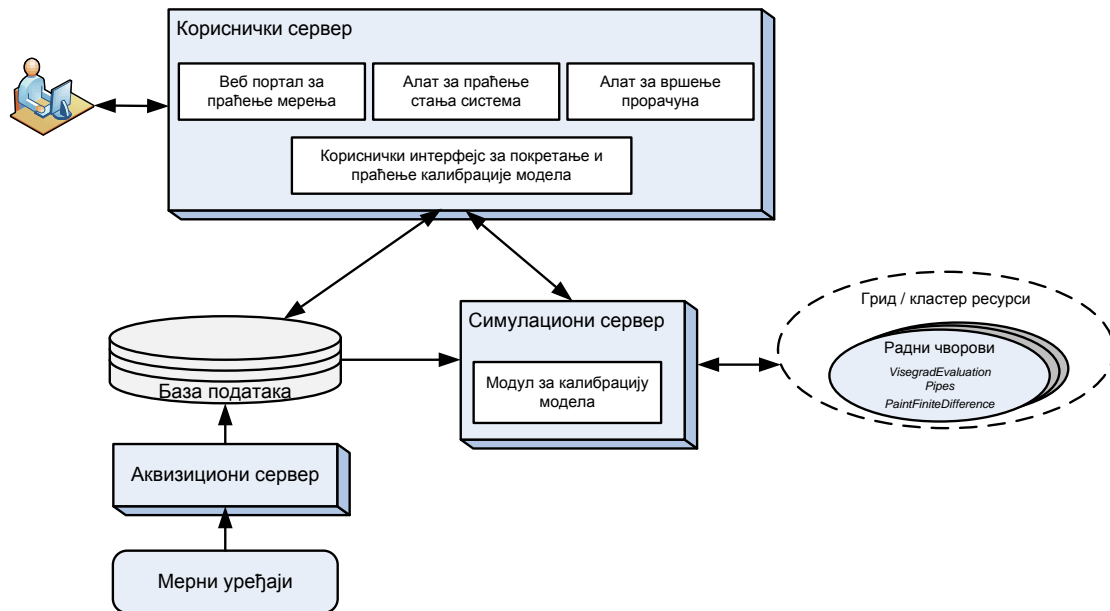 Кориснички сервер
Веб портал за
праћење мерења
Алат за праћење
стања система
Алат за вршење
прорачуна
Кориснички интерфејс за покретање и
праћење калибрације модела
Грид / кластер ресурси
Радни чворови
VisegradEvaluation
Pipes
PaintFiniteDifference
Симулациони сервер
Модул за калибрацију
модела
База података
Аквизициони сервер
Мерни уређаји